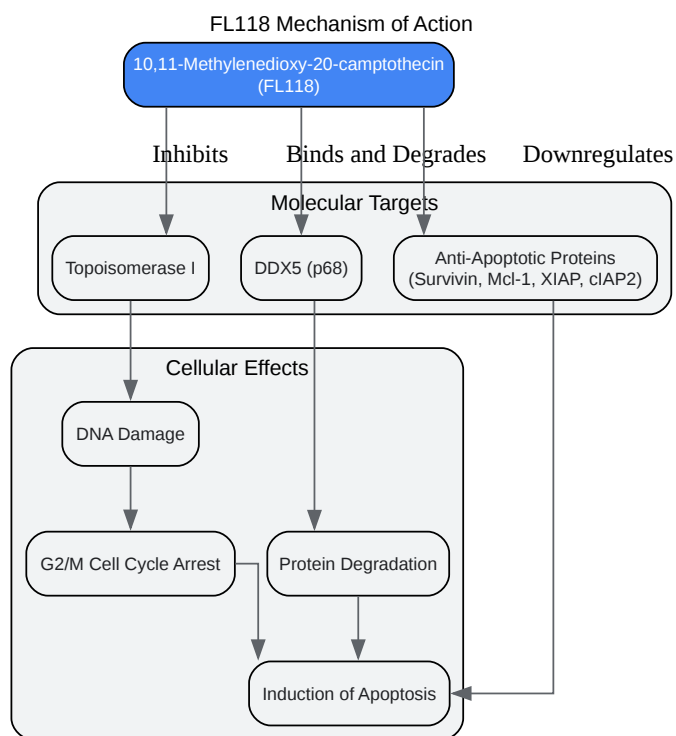 FL118 Mechanism of Action
10,11-Methylenedioxy-20-camptothecin
(FL118)
Inhibits
Binds and Degrades
Downregulates
Molecular Targets
Topoisomerase I
DDX5 (p68)
Anti-Apoptotic Proteins
(Survivin, Mcl-1, XIAP, cIAP2)
Cellular Effects
DNA Damage
G2/M Cell Cycle Arrest
Protein Degradation
Induction of Apoptosis